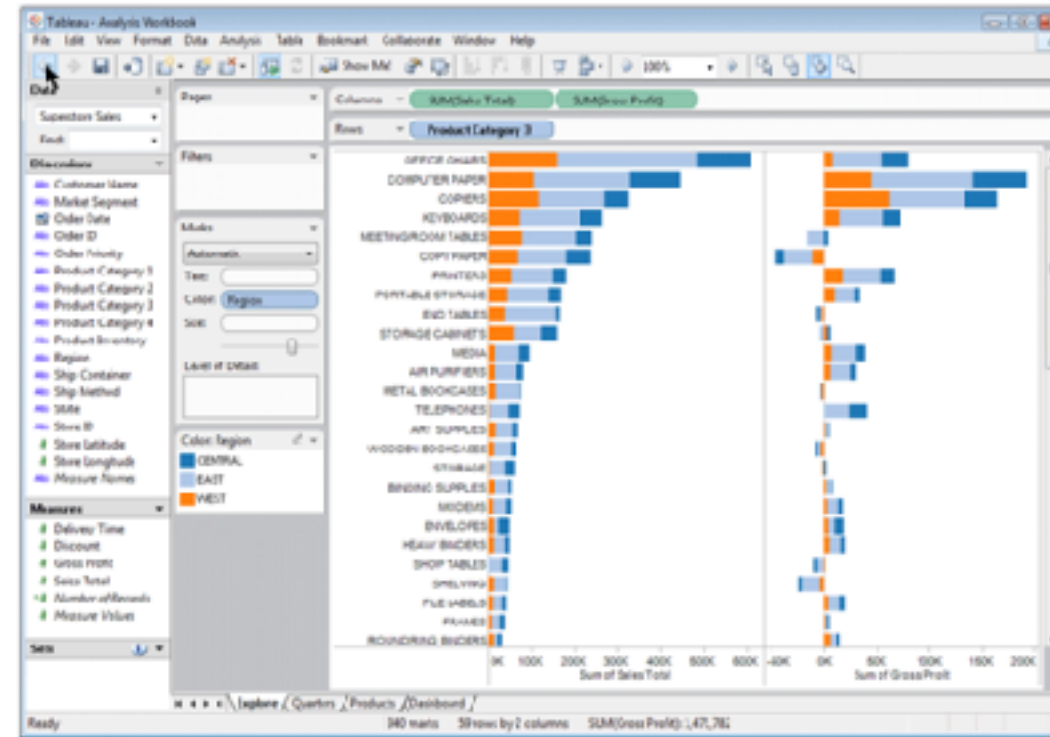 Tableau - Analysis Workbook
File Edit View Format Data Analysis Table Bookmark Collaborate Window Help
Show Me! 100%
Data
Superstore Sales
Find:
Dimensions
Customer Name
Market Segment
Order Date
Order ID
Order Priority
Product Category 1
Product Category 2
Product Category 3
Product Category 4
Product Inventory
Region
Ship Container
Ship Method
State
Store ID
Store Latitude
Store Longitude
Measure Names
Measures
Delivery Time
Discount
Gross Profit
Sales Total
Number of Records
Measure Values
Sets
Pages
Filters
Marks
Automatic
Text:
Color: Region
Size:
Level of Detail:
Color: Region
CENTRAL
EAST
WEST
Columns SUM(Sales Total) SUM(Gross Profit)
Rows Product Category 3
OFFICE CHAIRS
COMPUTER PAPER
COPIERS
KEYBOARDS
MEETING ROOM TABLES
COPY PAPER
PRINTERS
PORTABLE STORAGE
END TABLES
STORAGE CABINETS
MEDIA
AIR PURIFIERS
METAL BOOKCASES
TELEPHONES
ART SUPPLIES
WOODEN BOOKCASES
STORAGE
BINDING SUPPLIES
MODEMS
ENVELOPES
HEAVY BINDERS
SHOP TABLES
SHELVING
FILE LABELS
FRAMES
ROUND RING BINDERS
0K 100K 200K 300K 400K 500K 600K -40K 0K 50K 100K 150K 200K
Sum of Sales Total Sum of Gross Profit
Explore Quarters Products Dashboard
Ready 340 marks 59 rows by 2 columns SUM(Gross Profit):